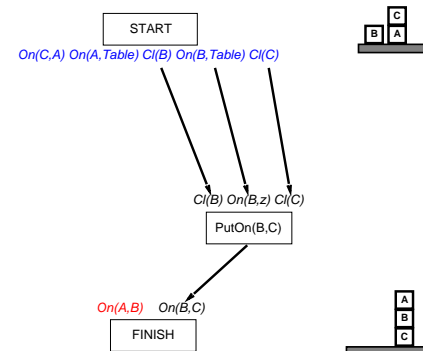 START
On(C,A) On(A,Table) Cl(B) On(B,Table) Cl(C)
C
B A
Cl(B) On(B,z) Cl(C)
PutOn(B,C)
On(A,B) On(B,C)
FINISH
A
B
C